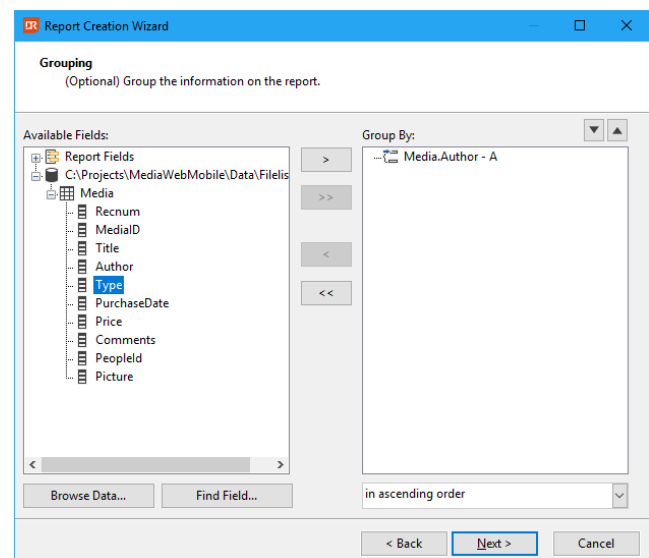 DR Report Creation Wizard
Grouping
(Optional) Group the information on the report.
Available Fields:
Report Fields
C:\Projects\MediaWebMobile\Data\Filelis
Media
Recnum
MediaID
Title
Author
Type
PurchaseDate
Price
Comments
PeopleId
Picture
Browse Data...
Find Field...
>
>>
<
<<
Group By:
Media.Author - A
in ascending order
< Back
Next >
Cancel